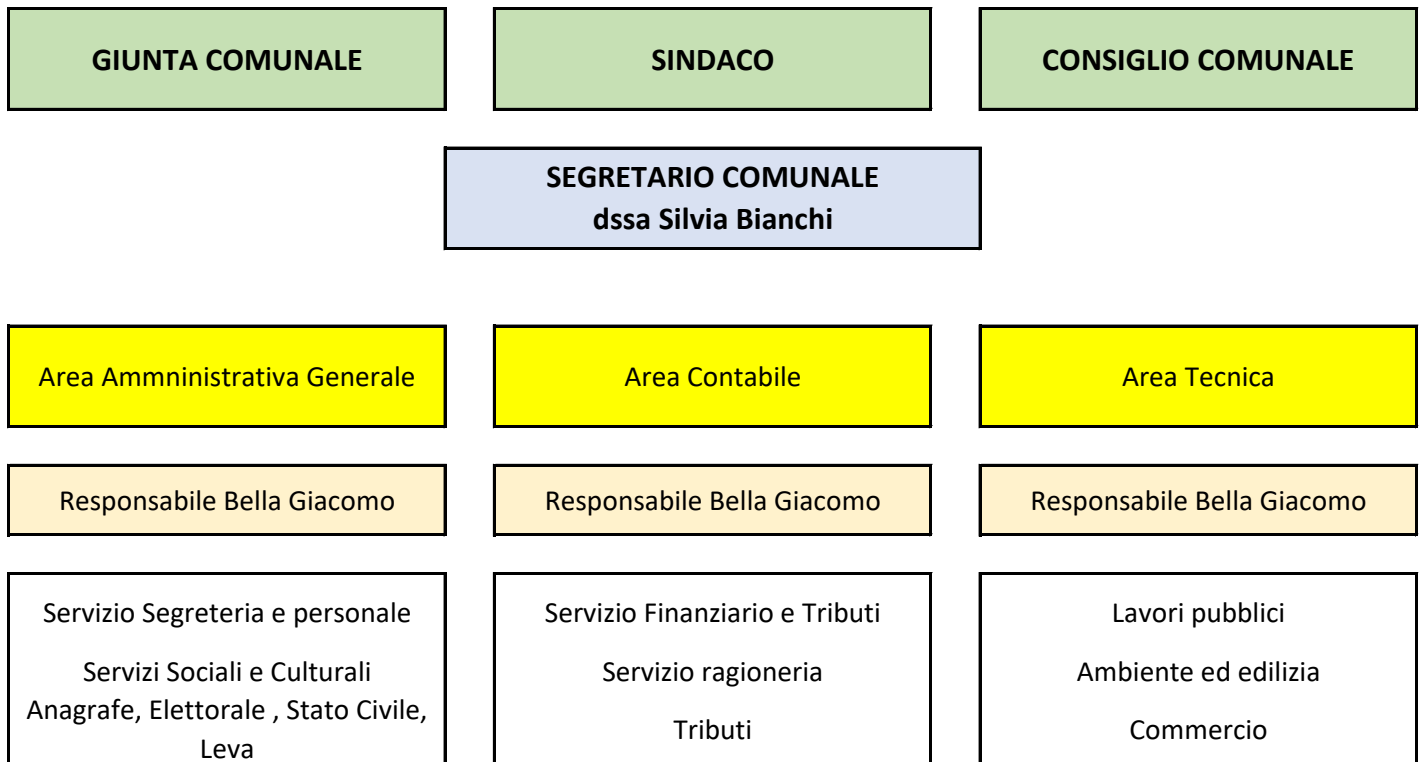 GIUNTA COMUNALE
SINDACO
CONSIGLIO COMUNALE
SEGRETARIO COMUNALE
dssa Silvia Bianchi
Area Ammninistrativa Generale
Area Contabile
Area Tecnica
Responsabile Bella Giacomo
Responsabile Bella Giacomo
Responsabile Bella Giacomo
Servizio Segreteria e personale
Servizi Sociali e Culturali
Anagrafe, Elettorale , Stato Civile,
Leva
Servizio Finanziario e Tributi
Servizio ragioneria
Tributi
Lavori pubblici
Ambiente ed edilizia
Commercio